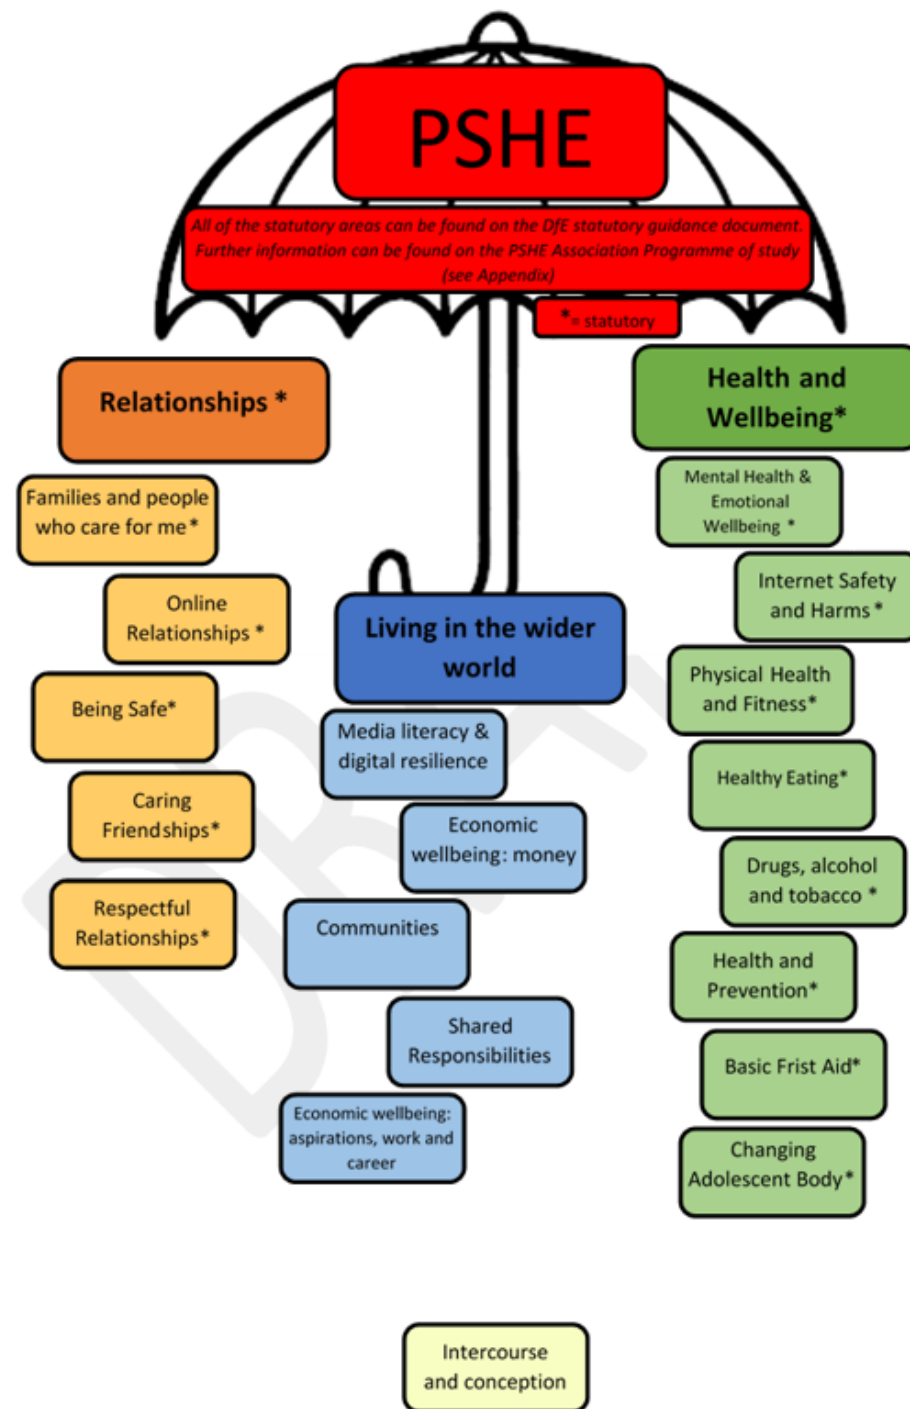 PSHE
All of the statutory areas can be found on the DfE statutory guidance document.
Further information can be found on the PSHE Association Programme of study
(see Appendix)
*= statutory
Relationships *
Families and people
who care for me*
Online
Relationships *
Being Safe*
Caring
Friendships*
Respectful
Relationships*
Living in the wider
world
Media literacy &
digital resilience
Economic
wellbeing: money
Communities
Shared
Responsibilities
Economic wellbeing:
aspirations, work and
career
Health and
Wellbeing*
Mental Health &
Emotional
Wellbeing *
Internet Safety
and Harms *
Physical Health
and Fitness*
Healthy Eating*
Drugs, alcohol
and tobacco *
Health and
Prevention*
Basic Frist Aid*
Changing
Adolescent Body*
Intercourse
and conception